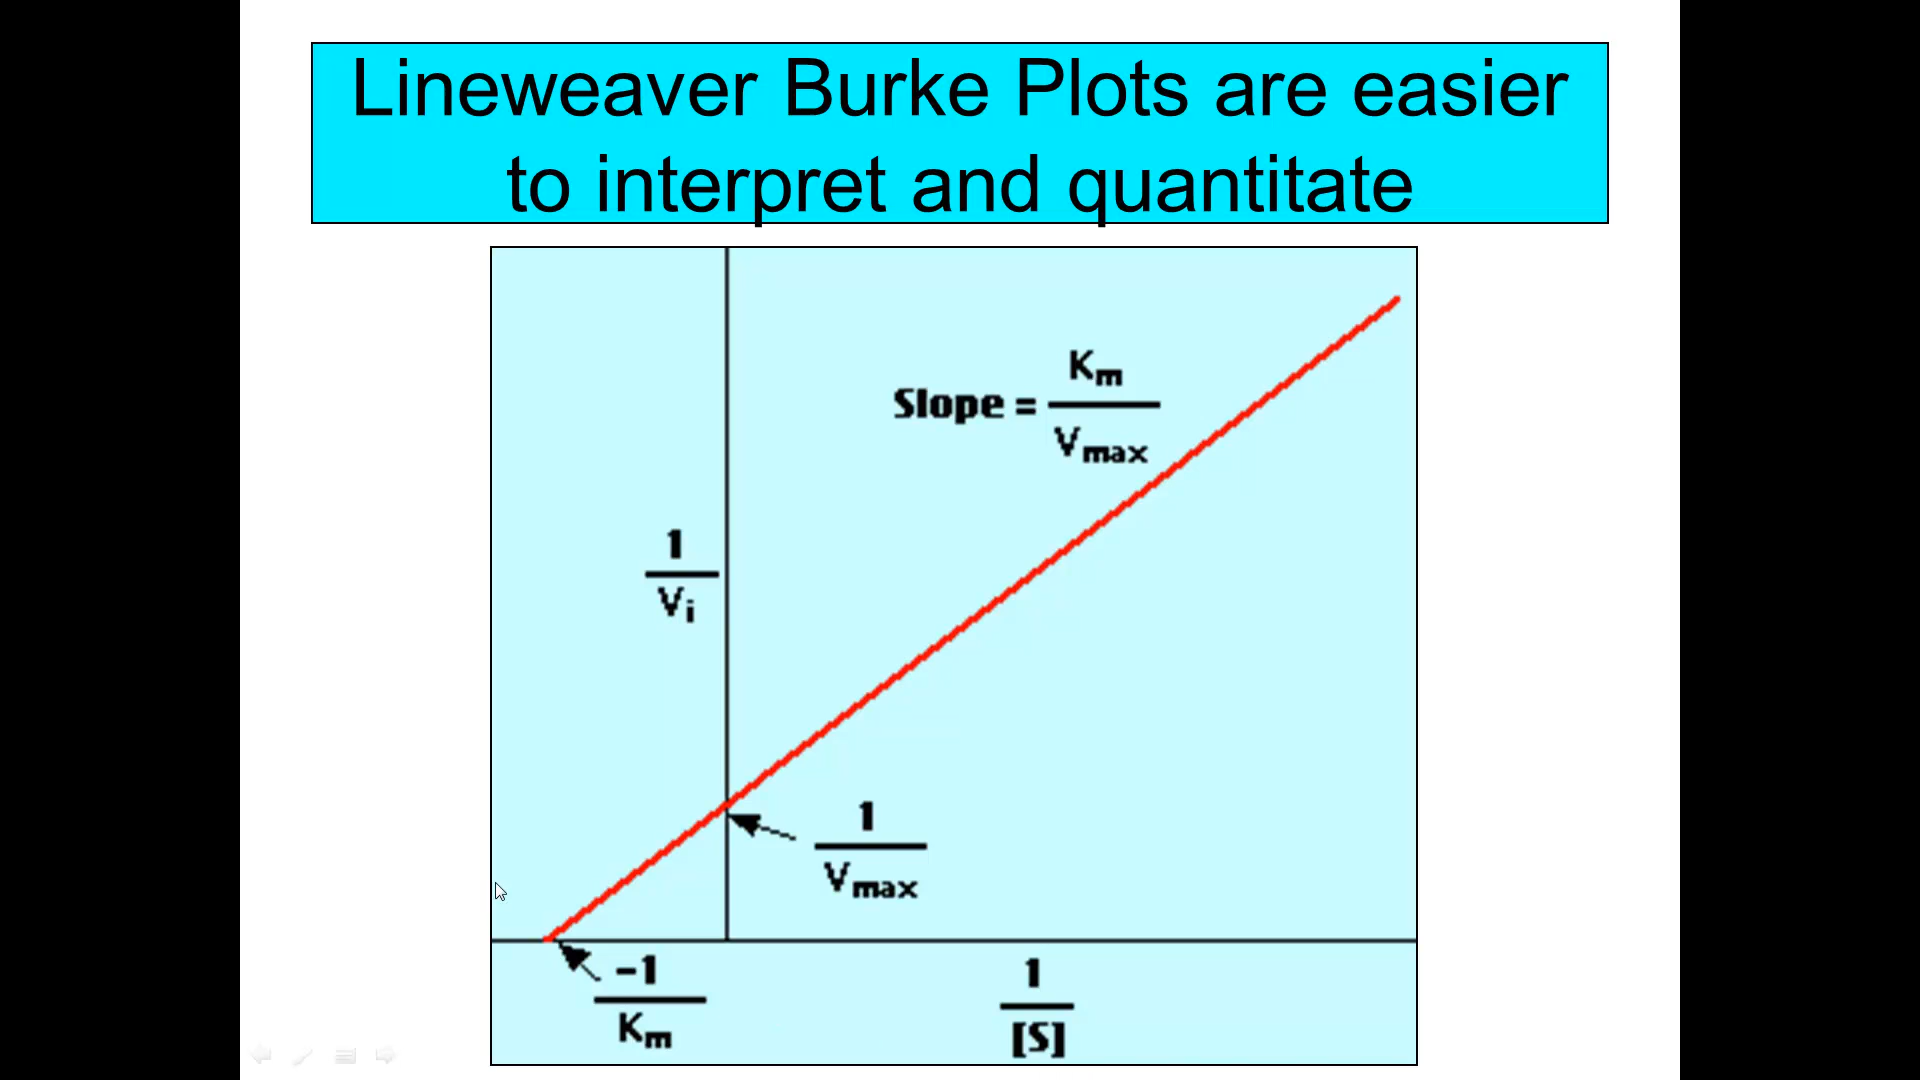 Lineweaver Burke Plots are easier
to interpret and quantitate
Slope = Km
Vmax
1
Vi
1
Vmax
–1
Km
1
[S]